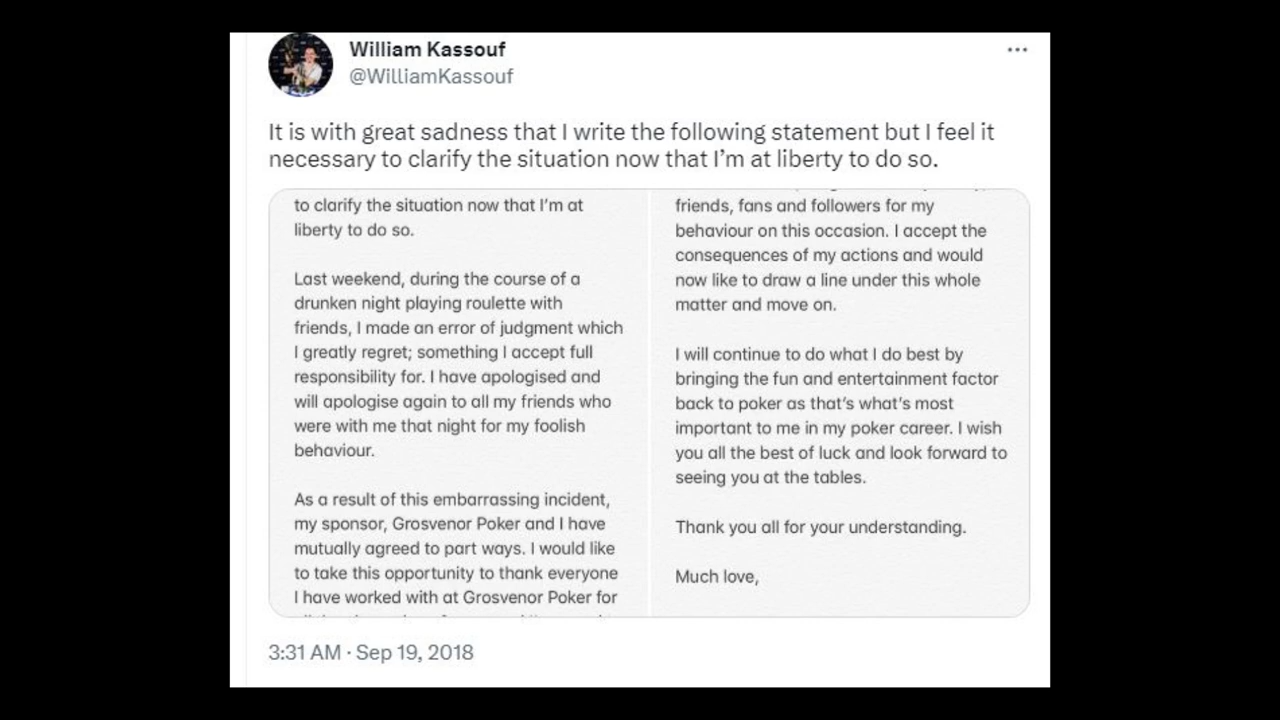 William Kassouf
@WilliamKassouf
It is with great sadness that I write the following statement but I feel it
necessary to clarify the situation now that I’m at liberty to do so.
to clarify the situation now that I’m at
liberty to do so.
Last weekend, during the course of a
drunken night playing roulette with
friends, I made an error of judgment which
I greatly regret; something I accept full
responsibility for. I have apologised and
will apologise again to all my friends who
were with me that night for my foolish
behaviour.
As a result of this embarrassing incident,
my sponsor, Grosvenor Poker and I have
mutually agreed to part ways. I would like
to take this opportunity to thank everyone
I have worked with at Grosvenor Poker for
friends, fans and followers for my
behaviour on this occasion. I accept the
consequences of my actions and would
now like to draw a line under this whole
matter and move on.
I will continue to do what I do best by
bringing the fun and entertainment factor
back to poker as that’s what’s most
important to me in my poker career. I wish
you all the best of luck and look forward to
seeing you at the tables.
Thank you all for your understanding.
Much love,
3:31 AM · Sep 19, 2018